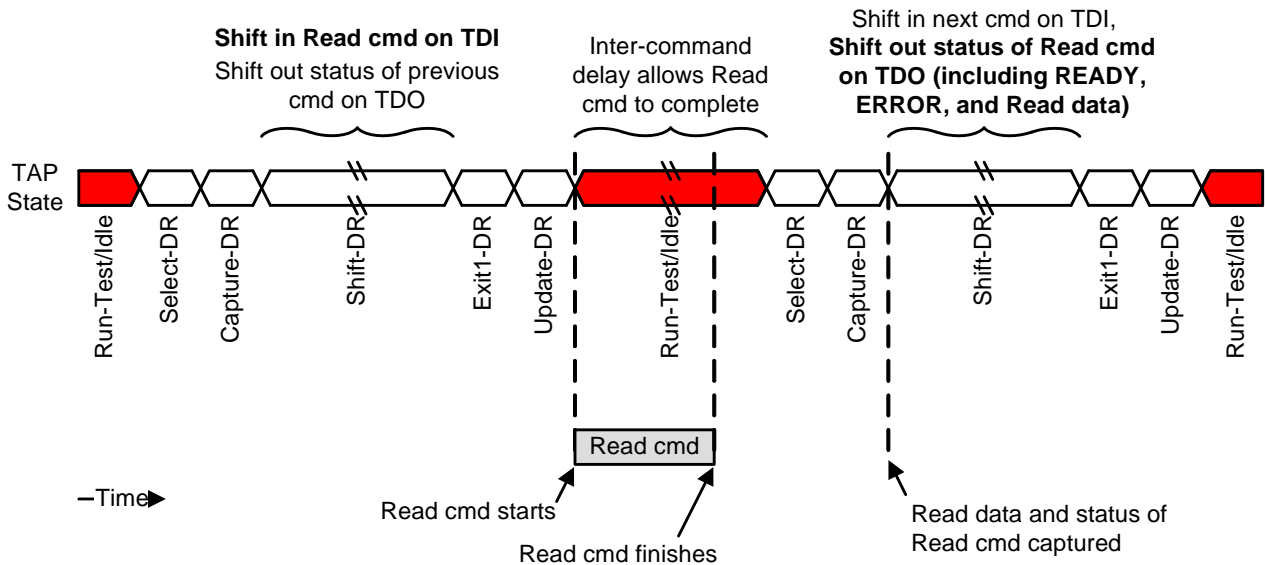 Shift in Read cmd on TDI
Shift out status of previous
cmd on TDO
Inter-command
delay allows Read
cmd to complete
Shift in next cmd on TDI,
Shift out status of Read cmd
on TDO (including READY,
ERROR, and Read data)
TAP
State
Run-Test/Idle
Select-DR
Capture-DR
Shift-DR
Exit1-DR
Update-DR
Run-Test/Idle
Select-DR
Capture-DR
Shift-DR
Exit1-DR
Update-DR
Run-Test/Idle
Read cmd
Time
Read cmd starts
Read cmd finishes
Read data and status of
Read cmd captured